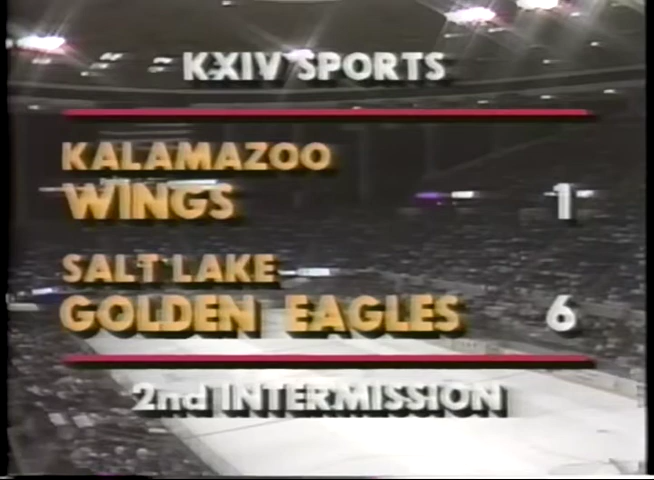 KXIV SPORTS
KALAMAZOO
WINGS 1
SALT LAKE
GOLDEN EAGLES 6
2nd INTERMISSION